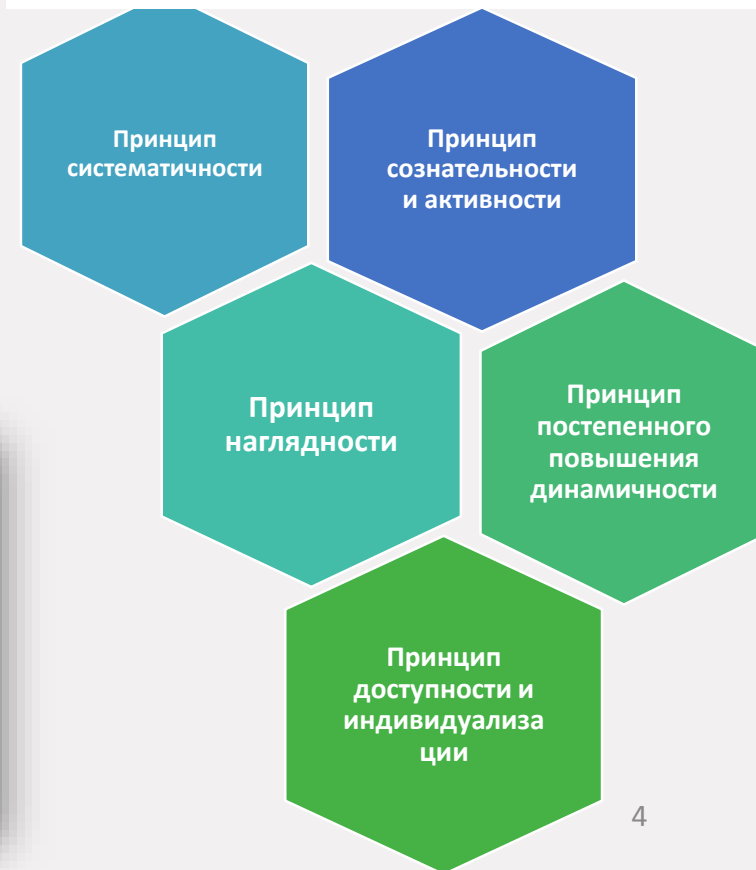 Принцип
систематичности
Принцип
сознательности
и активности
Принцип
наглядности
Принцип
постепенного
повышения
динамичности
Принцип
доступности и
индивидуализа
ции
4